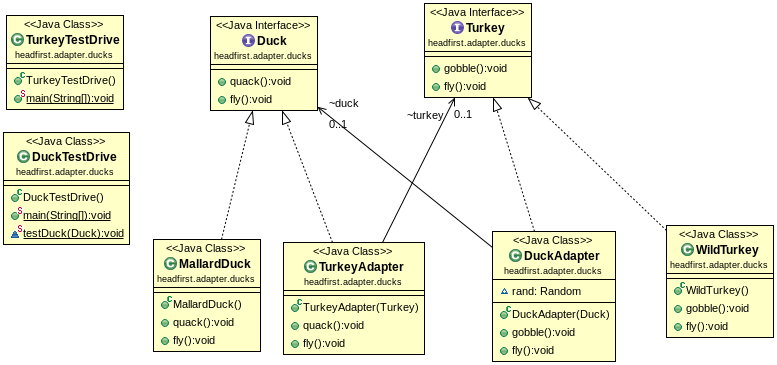 <<Java Class>>
TurkeyTestDrive
headfirst.adapter.ducks
TurkeyTestDrive()
main(String[]):void
<<Java Interface>>
Duck
headfirst.adapter.ducks
quack():void
fly():void
<<Java Interface>>
Turkey
headfirst.adapter.ducks
gobble():void
fly():void
<<Java Class>>
DuckTestDrive
headfirst.adapter.ducks
DuckTestDrive()
main(String[]):void
testDuck(Duck):void
~duck
0..1
~turkey
0..1
<<Java Class>>
MallardDuck
headfirst.adapter.ducks
MallardDuck()
quack():void
fly():void
<<Java Class>>
TurkeyAdapter
headfirst.adapter.ducks
TurkeyAdapter(Turkey)
quack():void
fly():void
<<Java Class>>
DuckAdapter
headfirst.adapter.ducks
rand: Random
DuckAdapter(Duck)
gobble():void
fly():void
<<Java Class>>
WildTurkey
headfirst.adapter.ducks
WildTurkey()
gobble():void
fly():void